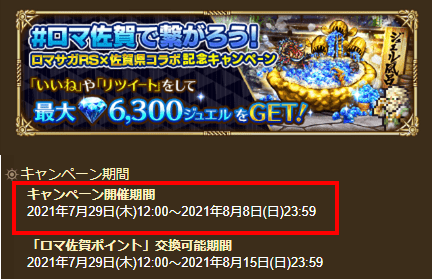 #ロマ佐賀で繋がろう!
ロマサガRS×佐賀県コラボ記念キャンペーン
「いいね」や「リツイート」をして
最大 6,300ジュエルをGET!
キャンペーン期間
キャンペーン開催期間
2021年7月29日(木)12:00～2021年8月8日(日)23:59
「ロマ佐賀ポイント」交換可能期間
2021年7月29日(木)12:00～2021年8月15日(日)23:59